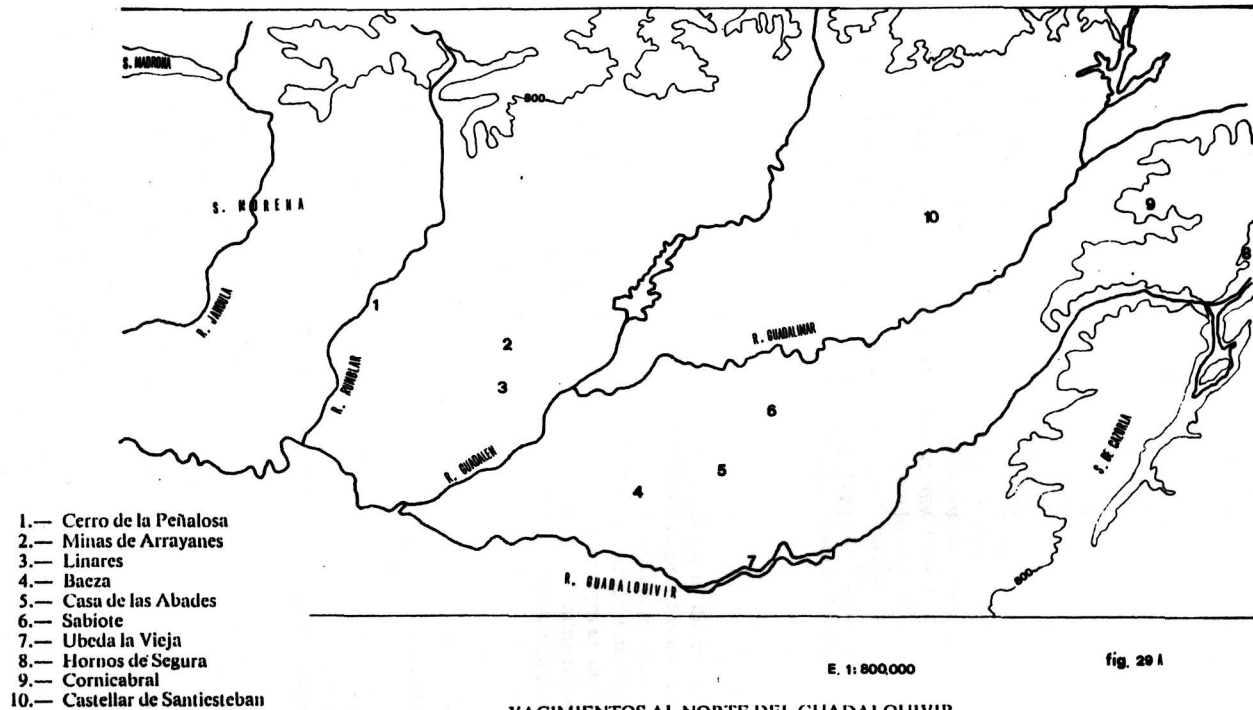 S. MADRONA
800
S. MORENA
10
9
8
R. JANDULA
1
2
R. GUADALIMAR
R. RUMBLAR
3
6
S. DE CAZORLA
R. GUADALEN
5
4
7
R. GUADALQUIVIR
800
1.— Cerro de la Peñalosa
2.— Minas de Arrayanes
3.— Linares
4.— Baeza
5.— Casa de las Abades
6.— Sabiote
7.— Ubeda la Vieja
8.— Hornos de Segura
9.— Cornicabral
10.— Castellar de Santiesteban
E. 1: 800,000
fig. 29 A
YACIMIENTOS AL NORTE DEL GUADALQUIVIR